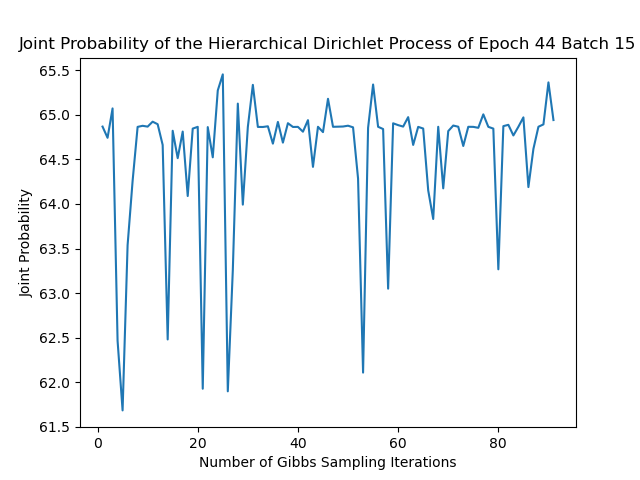 Joint Probability of the Hierarchical Dirichlet Process of Epoch 44 Batch 15
65.5
65.0
64.5
64.0
63.5
63.0
62.5
62.0
61.5
Joint Probability
0 20 40 60 80
Number of Gibbs Sampling Iterations